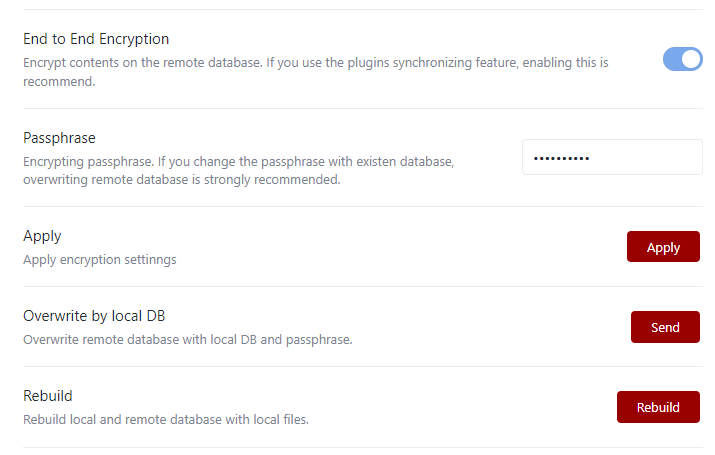 End to End Encryption
Encrypt contents on the remote database. If you use the plugins synchronizing feature, enabling this is
recommend.
Passphrase
Encrypting passphrase. If you change the passphrase with existen database,
overwriting remote database is strongly recommended.
••••••••••
Apply
Apply encryption settinngs
Apply
Overwrite by local DB
Overwrite remote database with local DB and passphrase.
Send
Rebuild
Rebuild local and remote database with local files.
Rebuild